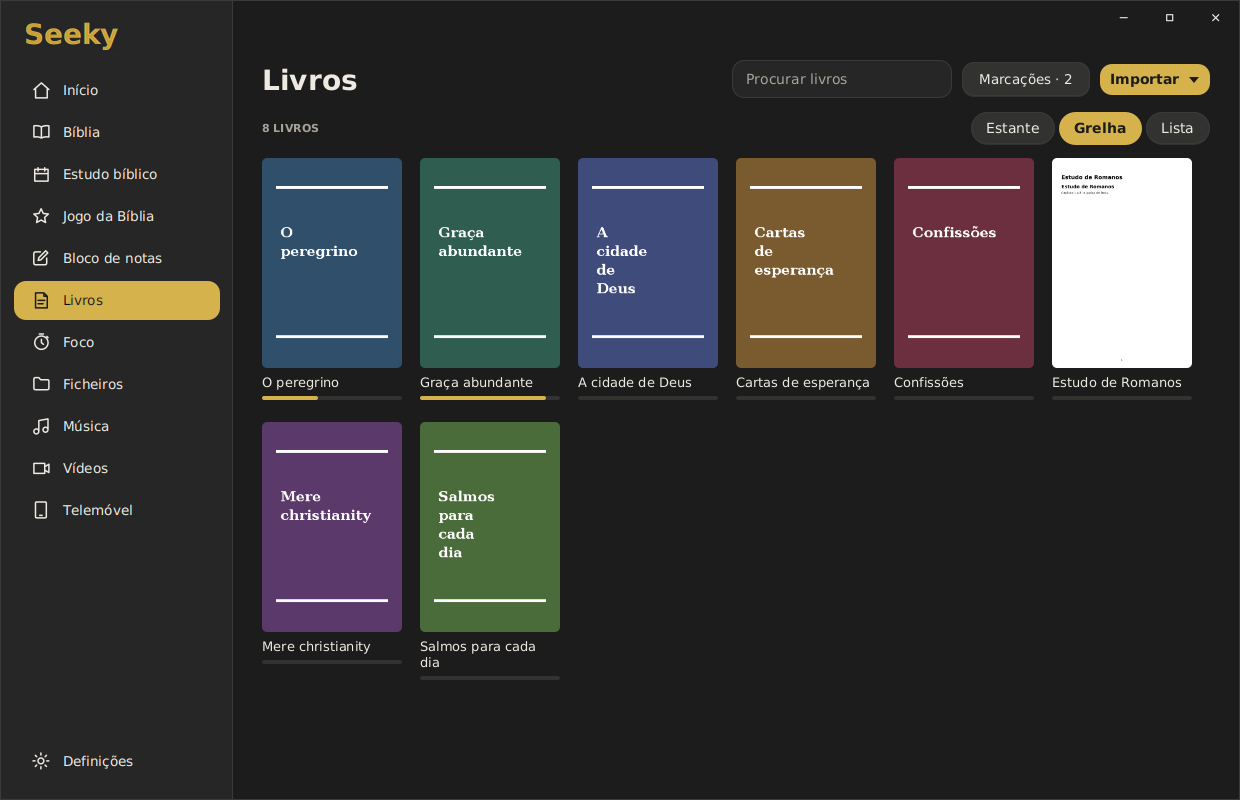 Seeky
Início
Bíblia
Estudo bíblico
Jogo da Bíblia
Bloco de notas
Livros
Foco
Ficheiros
Música
Vídeos
Telemóvel
Definições
Livros
Procurar livros
Marcações · 2
Importar
8 LIVROS
Estante
Grelha
Lista
O
peregrino
O peregrino
Graça
abundante
Graça abundante
A
cidade
de
Deus
A cidade de Deus
Cartas
de
esperança
Cartas de esperança
Confissões
Confissões
Estudo de Romanos
Estudo de Romanos
Estudo de Romanos
Mere
christianity
Mere christianity
Salmos
para
cada
dia
Salmos para cada
dia